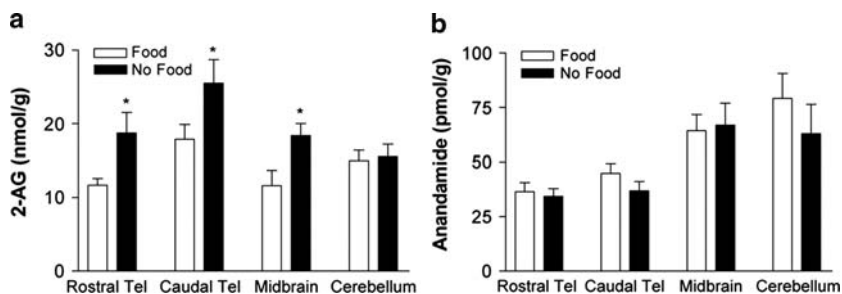 a
30
20
10
0
2-AG (nmol/g)
Food
No Food
*
*
*
Rostral Tel Caudal Tel Midbrain Cerebellum
b
100
75
50
25
0
Anandamide (pmol/g)
Food
No Food
Rostral Tel Caudal Tel Midbrain Cerebellum